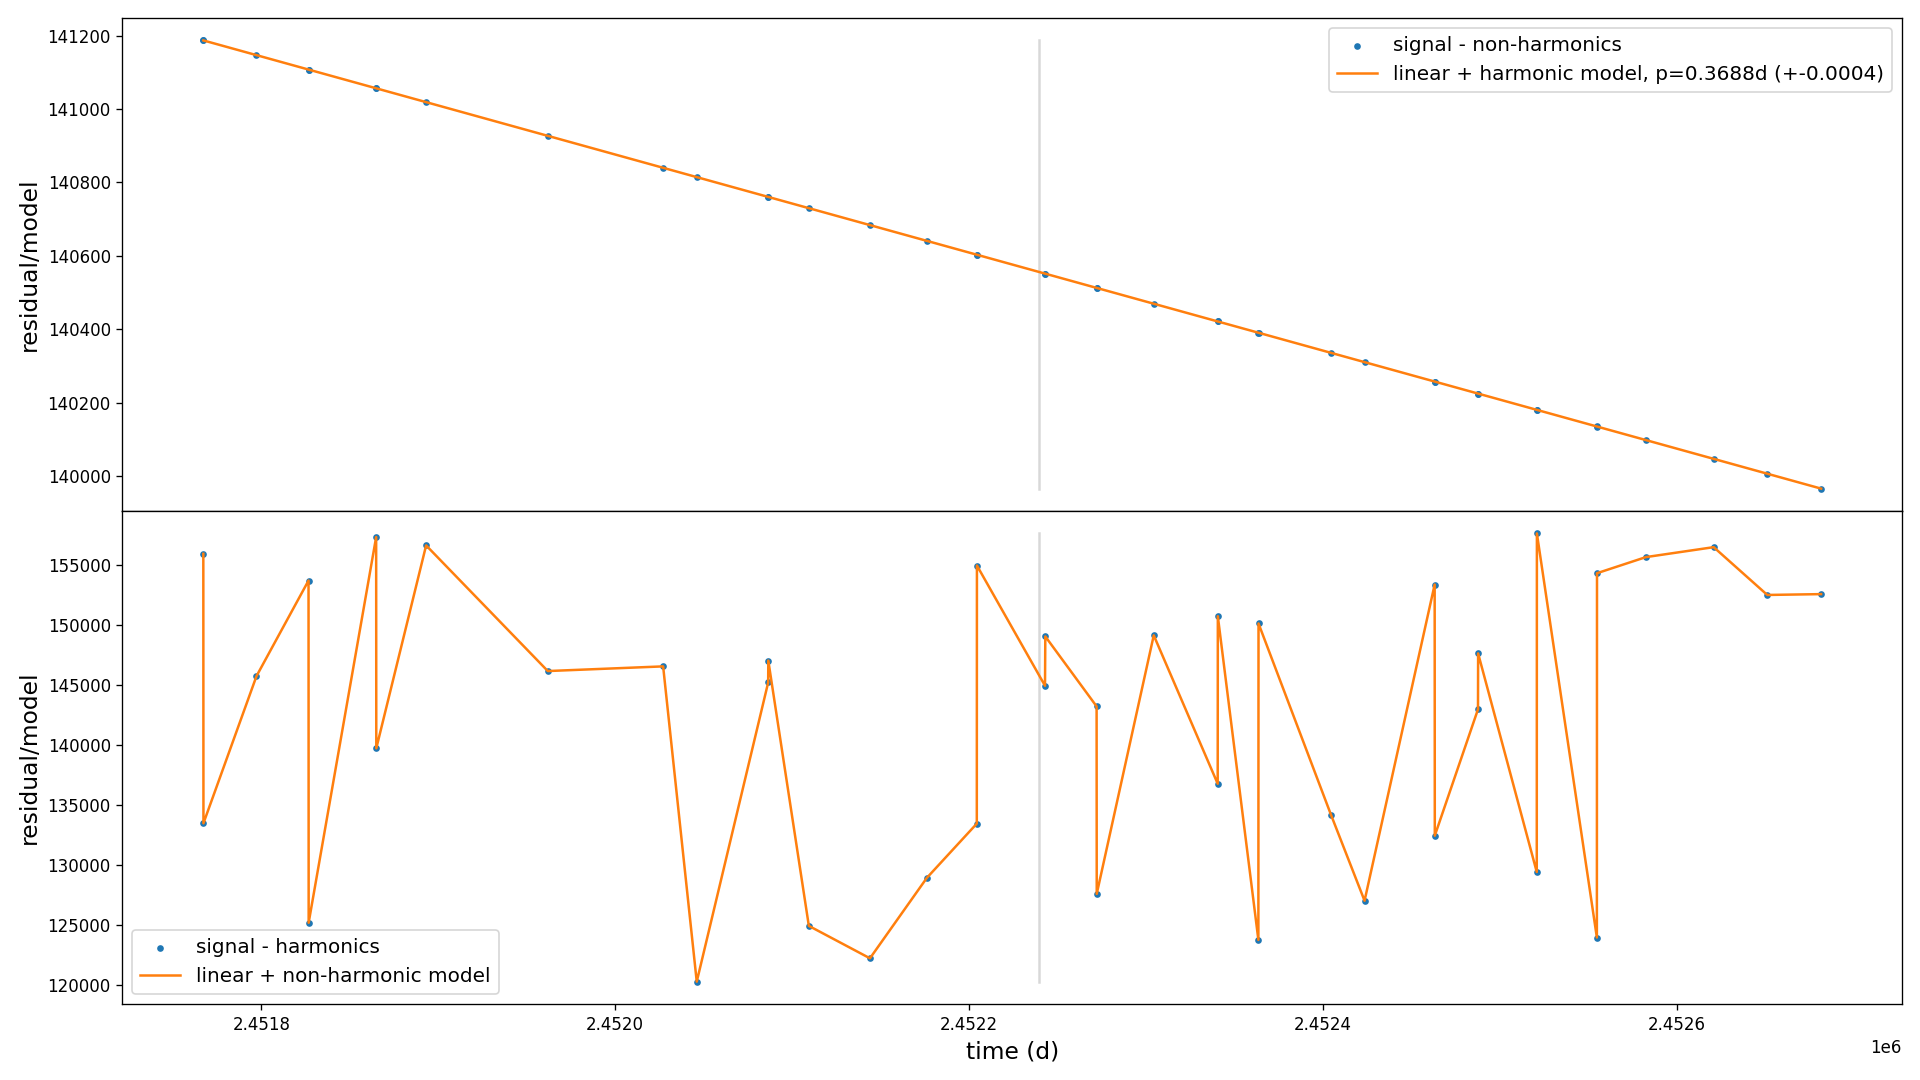 141200
141000
140800
140600
140400
140200
140000
residual/model
signal - non-harmonics
linear + harmonic model, p=0.3688d (+-0.0004)
155000
150000
145000
140000
135000
130000
125000
120000
residual/model
signal - harmonics
linear + non-harmonic model
2.4518
2.4520
2.4522
2.4524
2.4526
time (d)
1e6